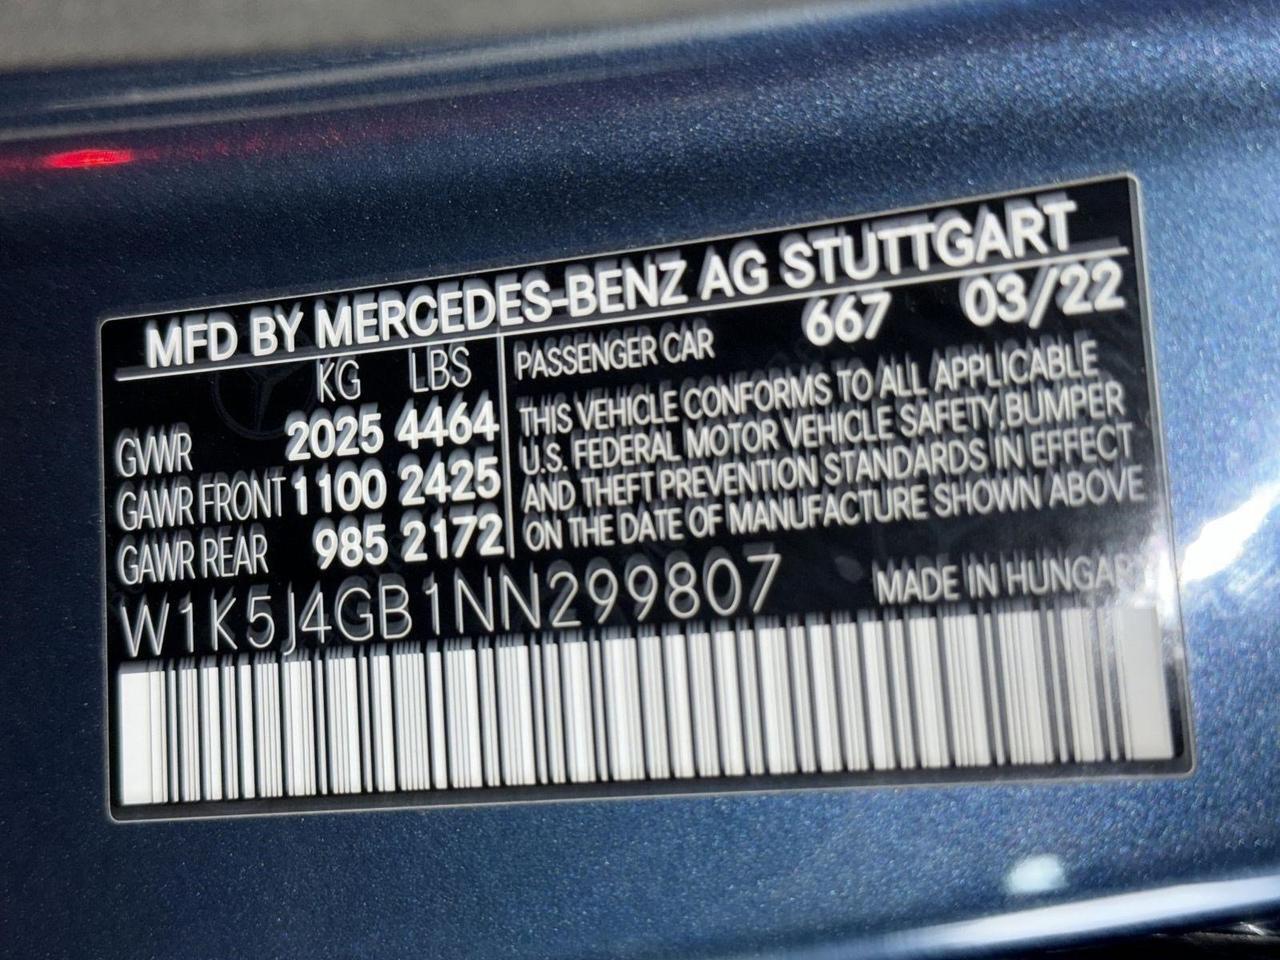 MFD BY MERCEDES-BENZ AG STUTTGART
KG LBS
GVWR 2025 4464
GAWR FRONT 1100 2425
GAWR REAR 985 2172
PASSENGER CAR 667 03/22
THIS VEHICLE CONFORMS TO ALL APPLICABLE
U.S. FEDERAL MOTOR VEHICLE SAFETY,BUMPER
AND THEFT PREVENTION STANDARDS IN EFFECT
ON THE DATE OF MANUFACTURE SHOWN ABOVE
W1K5J4GB1NN299807 MADE IN HUNGARY